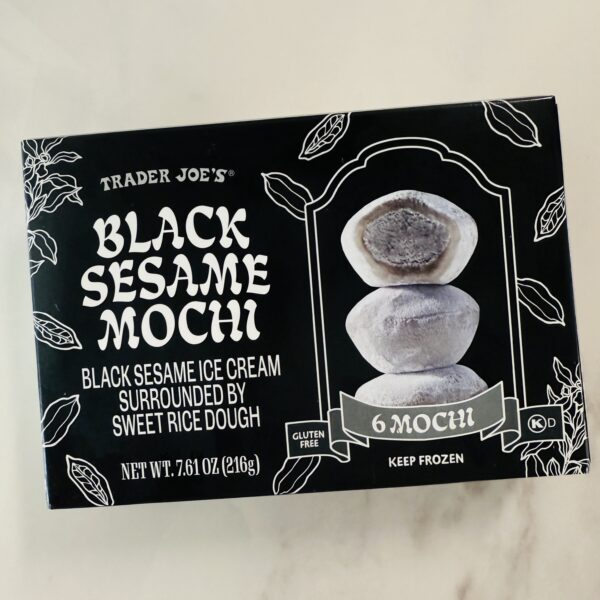 TRADER JOE'S®
BLACK
SESAME
MOCHI
BLACK SESAME ICE CREAM
SURROUNDED BY
SWEET RICE DOUGH
NET WT. 7.61 OZ (216g)
6 MOCHI
GLUTEN
FREE
K D
KEEP FROZEN